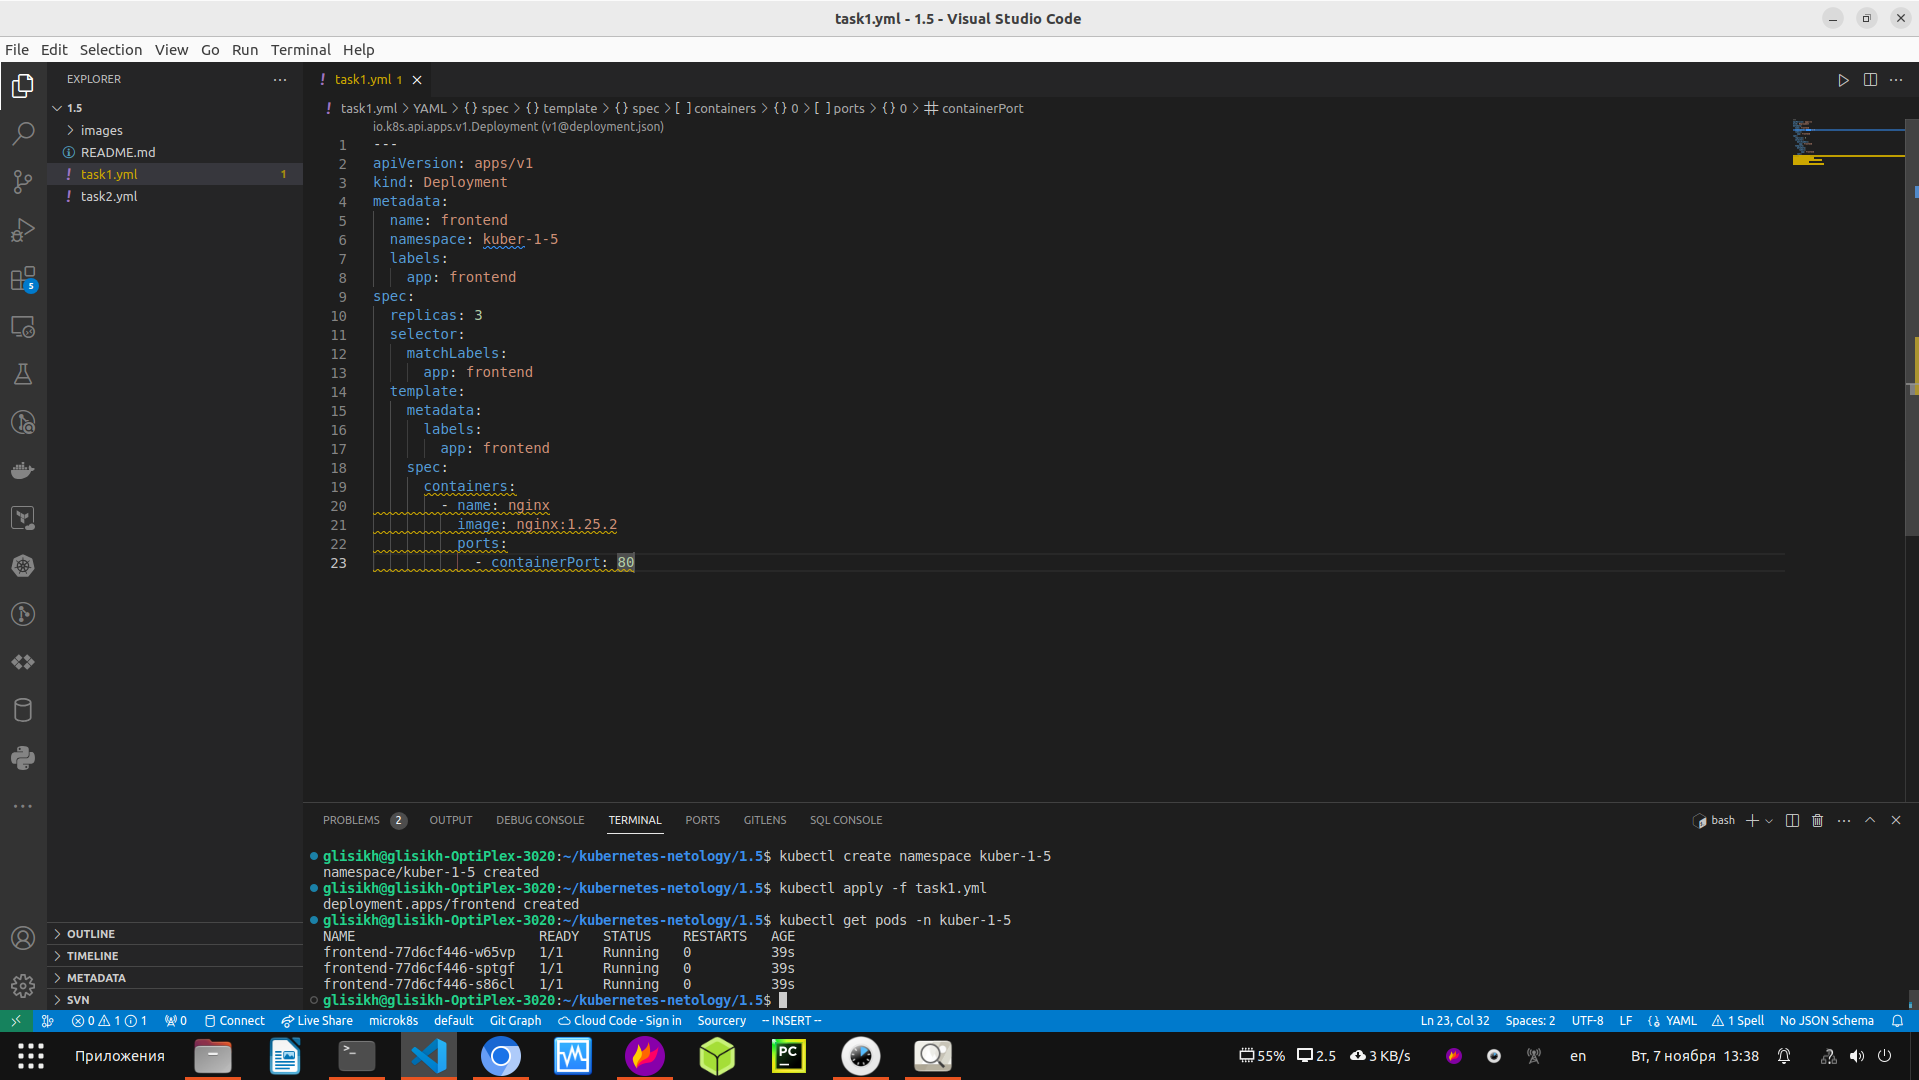 task1.yml - 1.5 - Visual Studio Code
File Edit Selection View Go Run Terminal Help
EXPLORER
1.5
images
README.md
task1.yml 1
task2.yml
OUTLINE
TIMELINE
METADATA
SVN
5
task1.yml 1
task1.yml > YAML > {} spec > {} template > {} spec > [ ] containers > {} 0 > [ ] ports > {} 0 > containerPort
io.k8s.api.apps.v1.Deployment (v1@deployment.json)
1 ---
2 apiVersion: apps/v1
3 kind: Deployment
4 metadata:
5 name: frontend
6 namespace: kuber-1-5
7 labels:
8 app: frontend
9 spec:
10 replicas: 3
11 selector:
12 matchLabels:
13 app: frontend
14 template:
15 metadata:
16 labels:
17 app: frontend
18 spec:
19 containers:
20 - name: nginx
21 image: nginx:1.25.2
22 ports:
23 - containerPort: 80
PROBLEMS 2 OUTPUT DEBUG CONSOLE TERMINAL PORTS GITLENS SQL CONSOLE
bash
glisikh@glisikh-OptiPlex-3020:~/kubernetes-netology/1.5$ kubectl create namespace kuber-1-5
namespace/kuber-1-5 created
glisikh@glisikh-OptiPlex-3020:~/kubernetes-netology/1.5$ kubectl apply -f task1.yml
deployment.apps/frontend created
glisikh@glisikh-OptiPlex-3020:~/kubernetes-netology/1.5$ kubectl get pods -n kuber-1-5
NAME READY STATUS RESTARTS AGE
frontend-77d6cf446-w65vp 1/1 Running 0 39s
frontend-77d6cf446-sptgf 1/1 Running 0 39s
frontend-77d6cf446-s86cl 1/1 Running 0 39s
glisikh@glisikh-OptiPlex-3020:~/kubernetes-netology/1.5$
0 1 1 0 Connect Live Share microk8s default Git Graph Cloud Code - Sign in Sourcery -- INSERT -- Ln 23, Col 32 Spaces: 2 UTF-8 LF YAML 1 Spell No JSON Schema
Приложения PC 55% 2.5 3 KB/s en Вт, 7 ноября 13:38